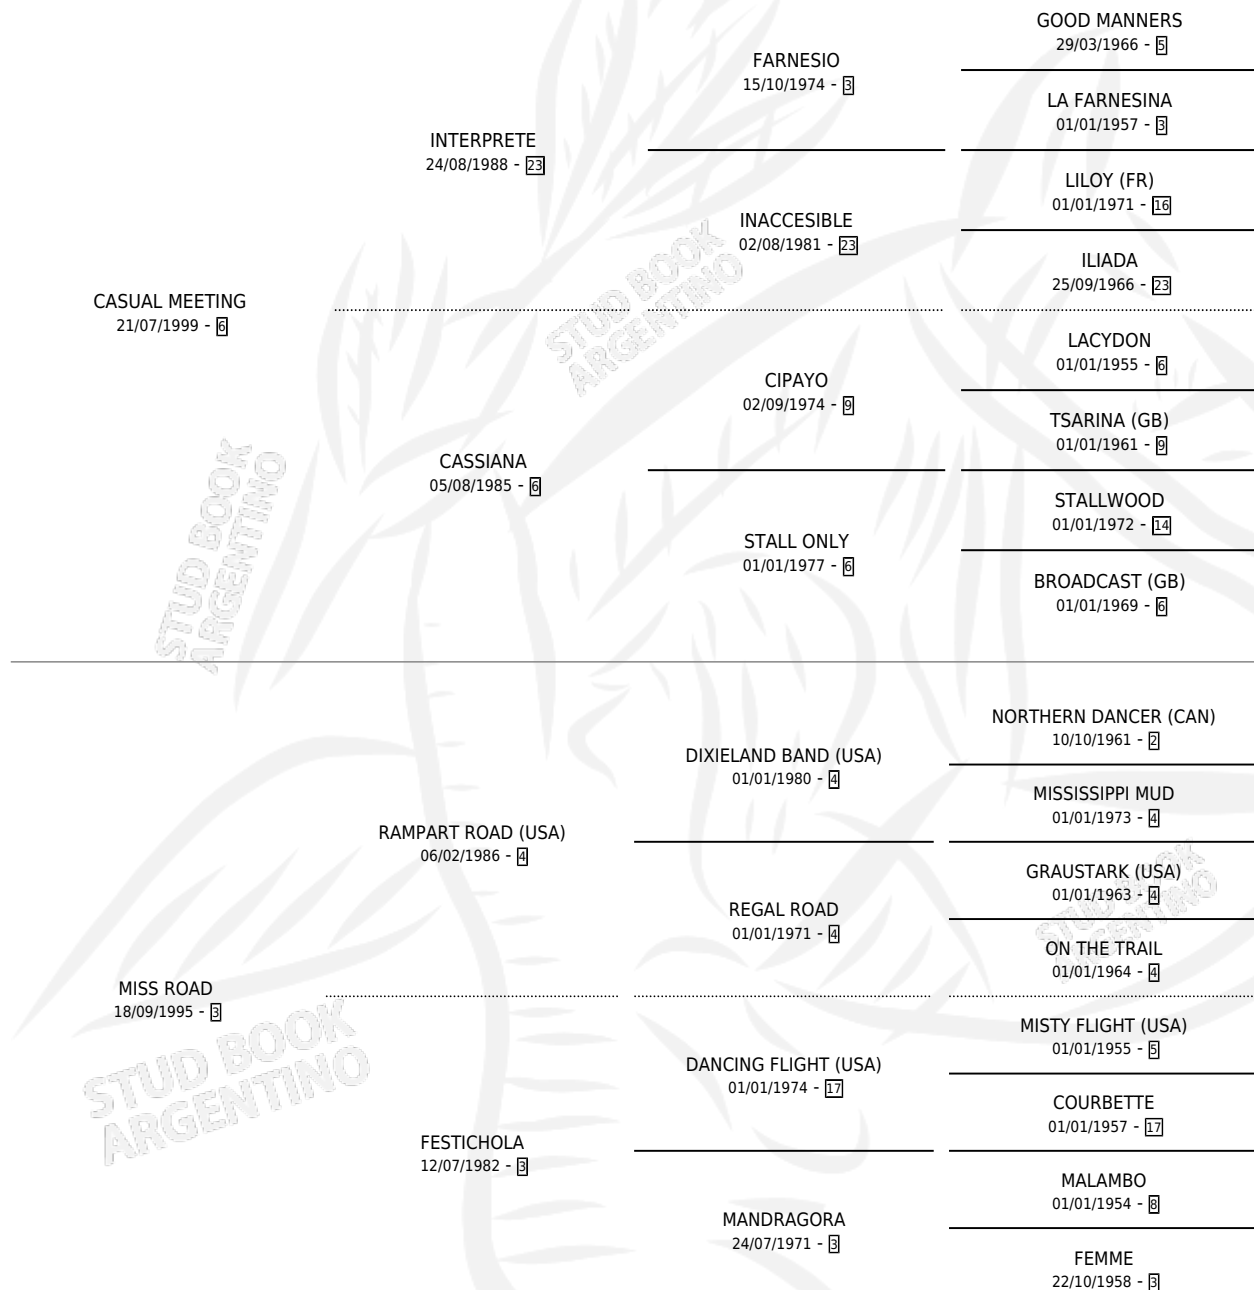 GOOD MANNERS
29/03/1966 - 5
FARNESIO
15/10/1974 - 3
LA FARNESINA
01/01/1957 - 3
INTERPRETE
24/08/1988 - 23
LILOY (FR)
01/01/1971 - 16
INACCESIBLE
02/08/1981 - 23
ILIADA
25/09/1966 - 23
CASUAL MEETING
21/07/1999 - 6
LACYDON
01/01/1955 - 6
CIPAYO
02/09/1974 - 9
TSARINA (GB)
01/01/1961 - 9
CASSIANA
05/08/1985 - 6
STALLWOOD
01/01/1972 - 14
STALL ONLY
01/01/1977 - 6
BROADCAST (GB)
01/01/1969 - 6
NORTHERN DANCER (CAN)
10/10/1961 - 2
DIXIELAND BAND (USA)
01/01/1980 - 4
MISSISSIPPI MUD
01/01/1973 - 4
RAMPART ROAD (USA)
06/02/1986 - 4
GRAUSTARK (USA)
01/01/1963 - 4
REGAL ROAD
01/01/1971 - 4
ON THE TRAIL
01/01/1964 - 4
MISS ROAD
18/09/1995 - 3
MISTY FLIGHT (USA)
01/01/1955 - 5
DANCING FLIGHT (USA)
01/01/1974 - 17
COURBETTE
01/01/1957 - 17
FESTICHOLA
12/07/1982 - 3
MALAMBO
01/01/1954 - 8
MANDRAGORA
24/07/1971 - 3
FEMME
22/10/1958 - 3
STUD BOOK
ARGENTINO
STUD BOOK
ARGENTINO
STUD BOOK
ARGENTINO
STUD BOOK
ARGENTINO